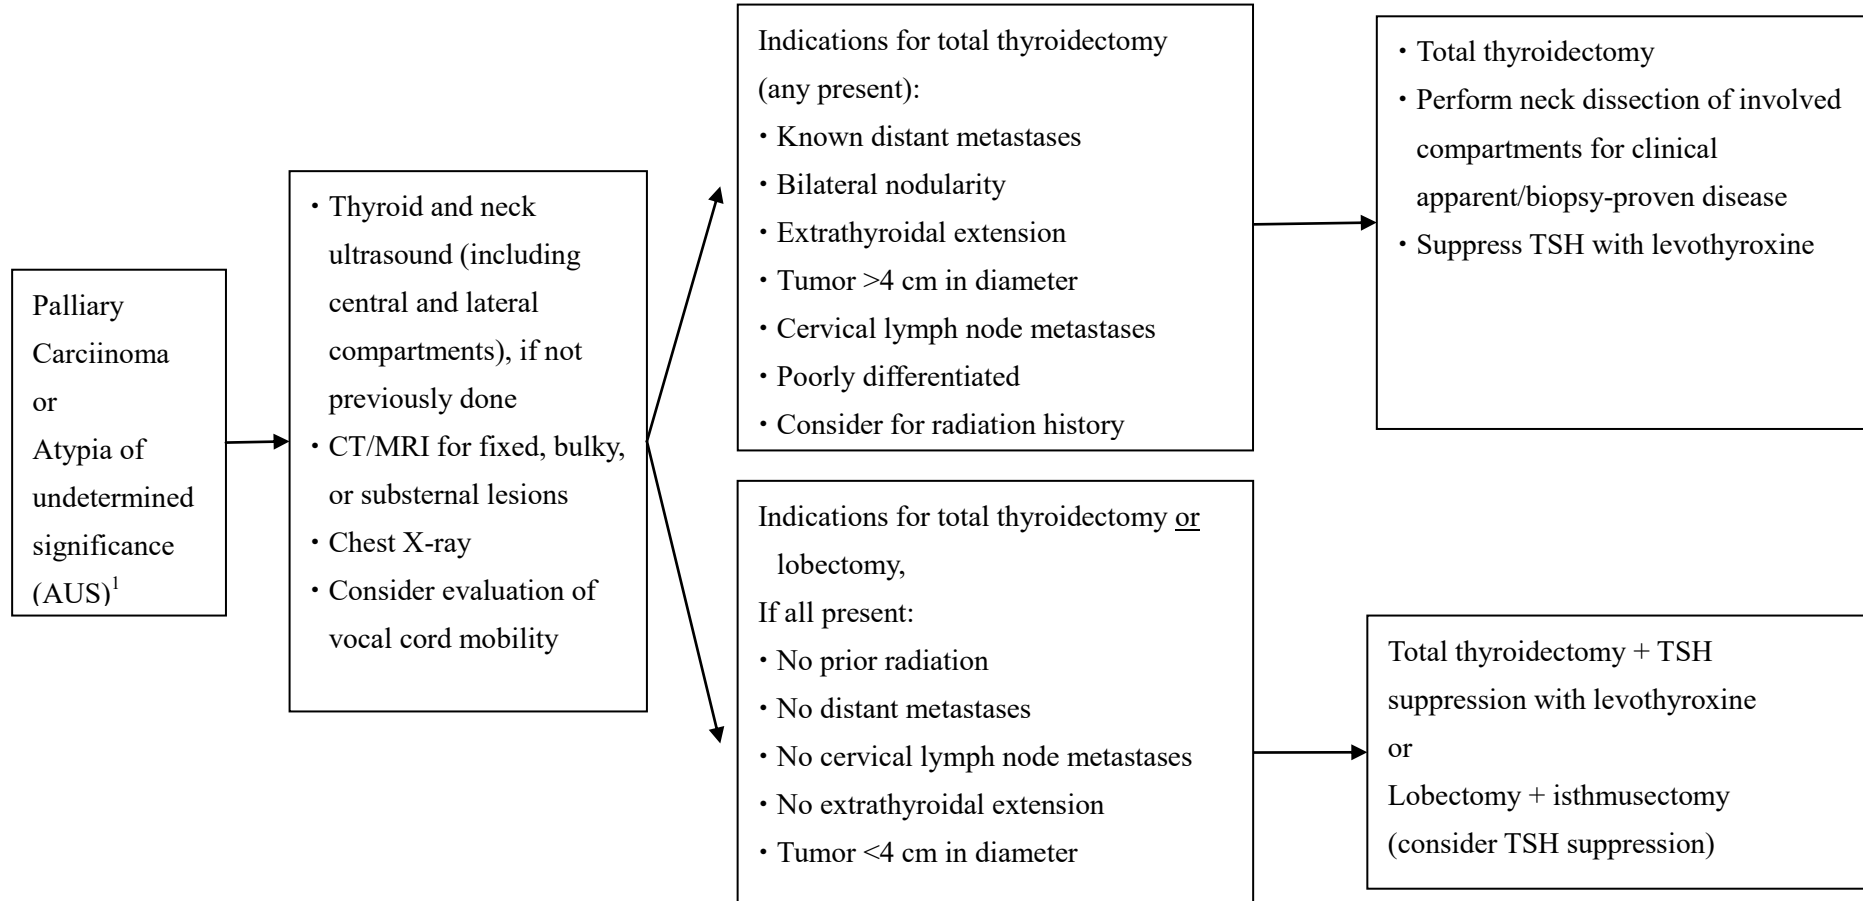 Palliary
Carciinoma
or
Atypia of
undetermined
significance
(AUS)1
・Thyroid and neck
ultrasound (including
central and lateral
compartments), if not
previously done
・CT/MRI for fixed, bulky,
or substernal lesions
・Chest X-ray
・Consider evaluation of
vocal cord mobility
Indications for total thyroidectomy
(any present):
・Known distant metastases
・Bilateral nodularity
・Extrathyroidal extension
・Tumor >4 cm in diameter
・Cervical lymph node metastases
・Poorly differentiated
・Consider for radiation history
・Total thyroidectomy
・Perform neck dissection of involved
compartments for clinical
apparent/biopsy-proven disease
・Suppress TSH with levothyroxine
Indications for total thyroidectomy or
lobectomy,
If all present:
・No prior radiation
・No distant metastases
・No cervical lymph node metastases
・No extrathyroidal extension
・Tumor <4 cm in diameter
Total thyroidectomy + TSH
suppression with levothyroxine
or
Lobectomy + isthmusectomy
(consider TSH suppression)